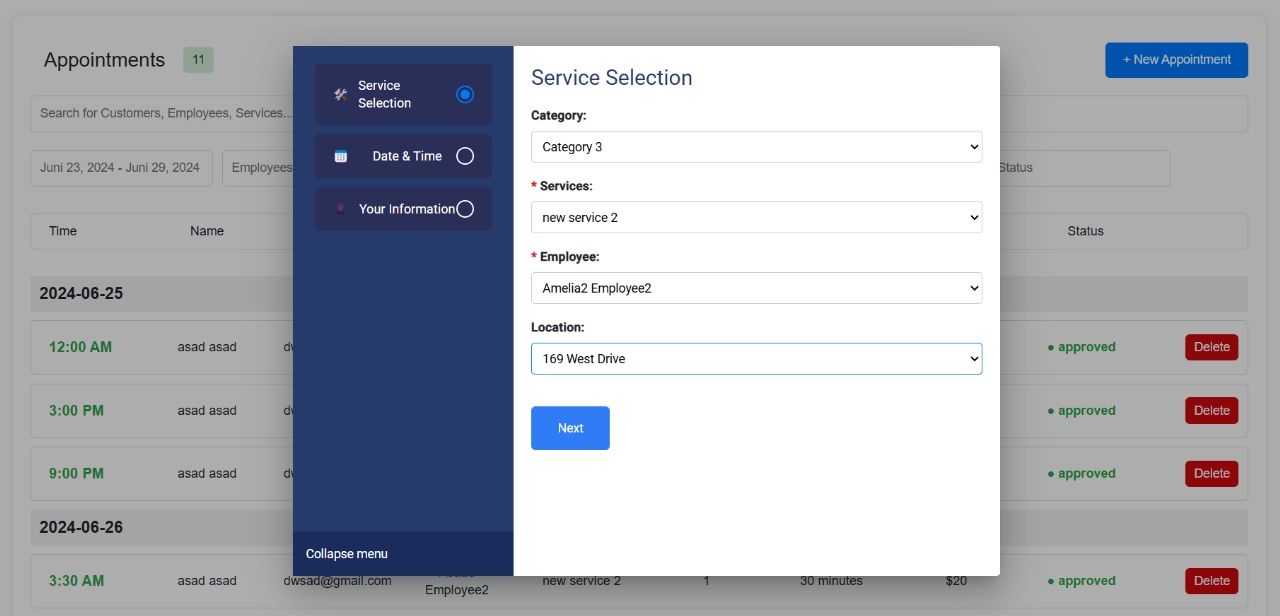 Appointments 11
+ New Appointment
Search for Customers, Employees, Services...
Juni 23, 2024 - Juni 29, 2024
Employees
Status
Time Name Status
2024-06-25
12:00 AM asad asad ● approved Delete
3:00 PM asad asad ● approved Delete
9:00 PM asad asad ● approved Delete
2024-06-26
3:30 AM asad asad dwsad@gmail.com Employee2 new service 2 1 30 minutes $20 ● approved Delete
Service
Selection
Date & Time
Your Information
Collapse menu
Service Selection
Category:
Category 3
* Services:
new service 2
* Employee:
Amelia2 Employee2
Location:
169 West Drive
Next